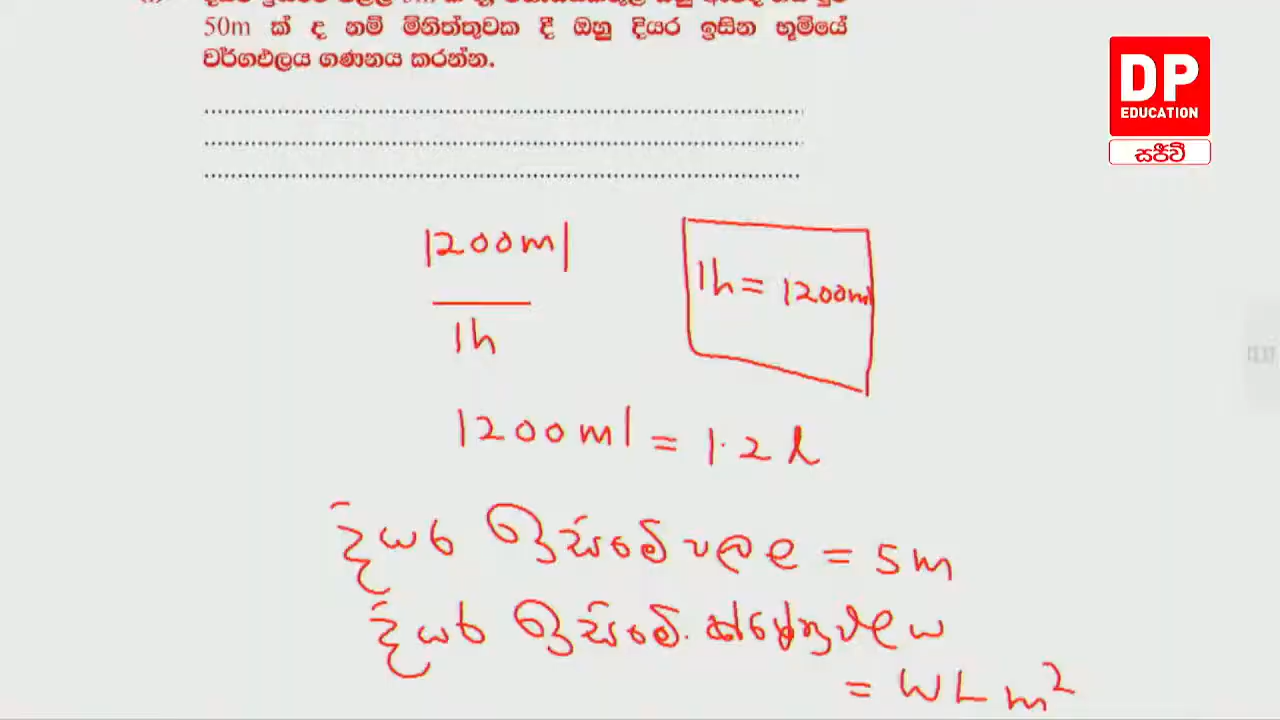 50m ක් ද නම් මිනිත්තුවක දී ඔහු දියර ඉසින භූමියේ
වර්ගඵලය ගණනය කරන්න.
DP
EDUCATION
සජීවී
1200ml
1h
1h = 1200ml
1200ml = 1.2 l
දියර ඉසීමේ පළල = 5m
දියර ඉසීමේ
= WL m²